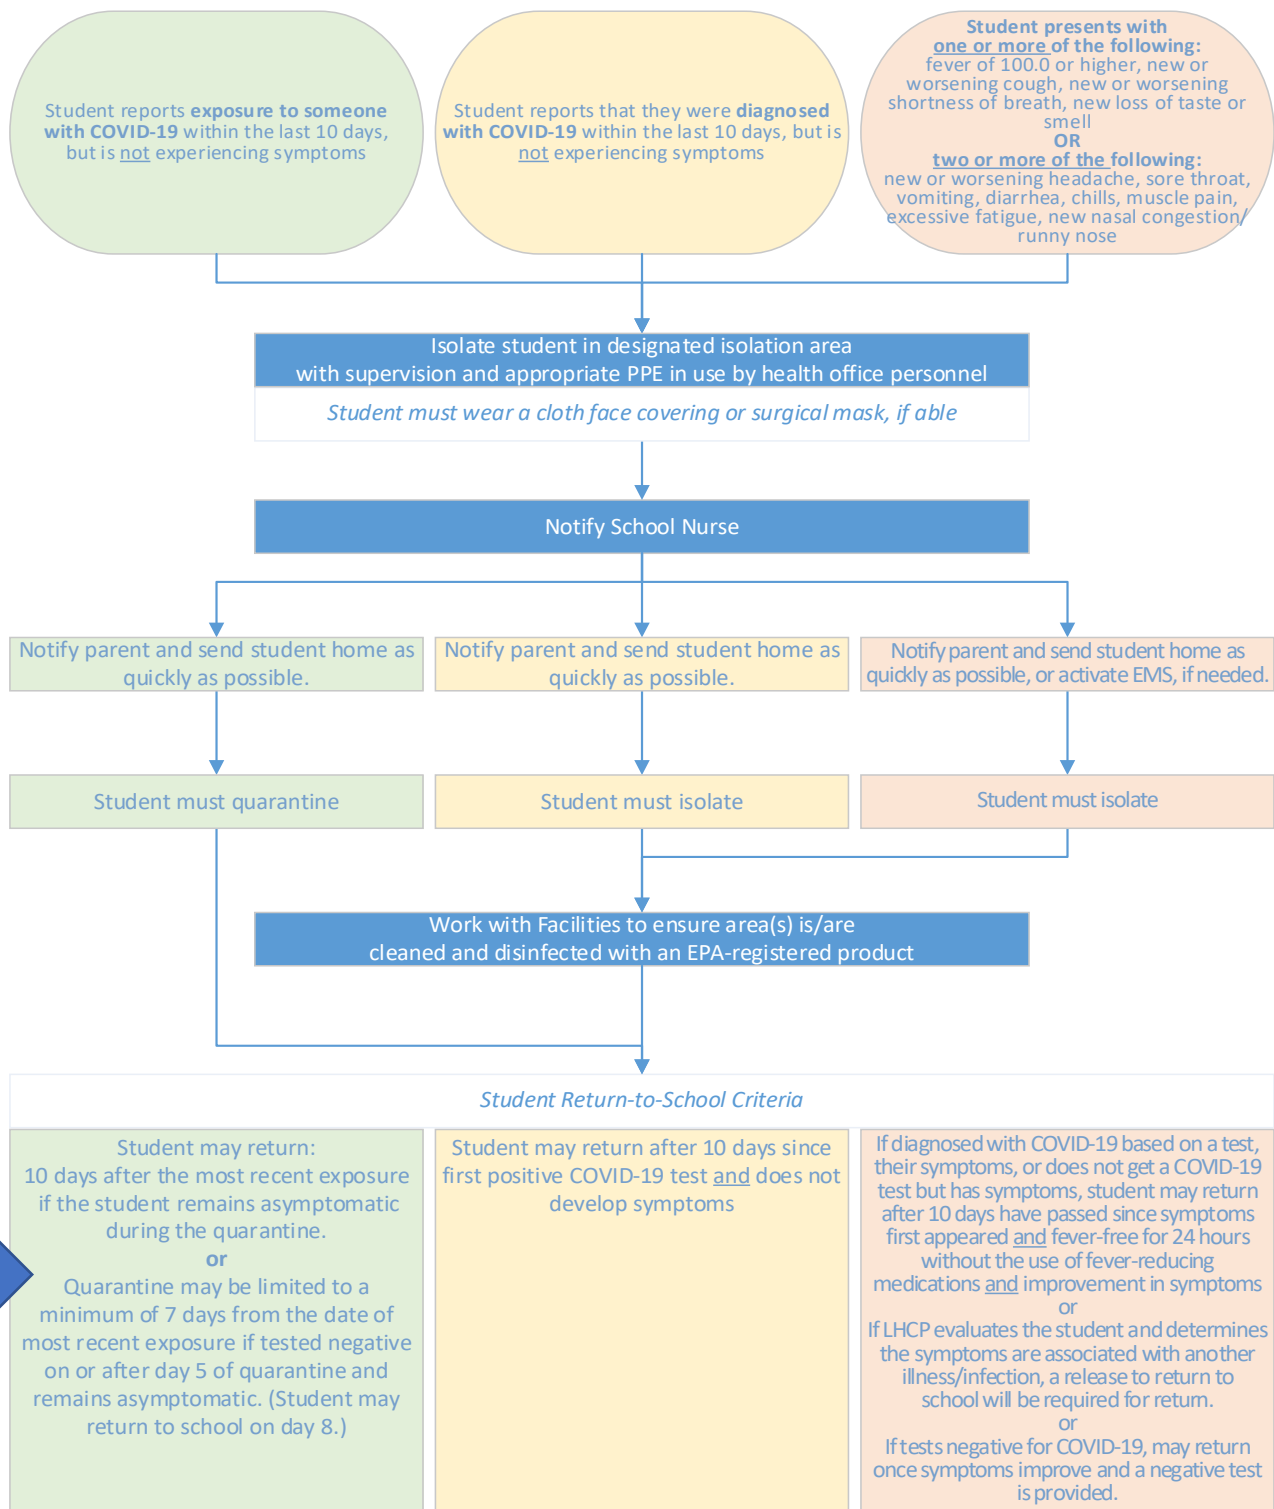 Student reports exposure to someone
with COVID-19 within the last 10 days,
but is not experiencing symptoms
Student reports that they were diagnosed
with COVID-19 within the last 10 days, but is
not experiencing symptoms
Student presents with
one or more of the following:
fever of 100.0 or higher, new or
worsening cough, new or worsening
shortness of breath, new loss of taste or
smell
OR
two or more of the following:
new or worsening headache, sore throat,
vomiting, diarrhea, chills, muscle pain,
excessive fatigue, new nasal congestion/
runny nose
Isolate student in designated isolation area
with supervision and appropriate PPE in use by health office personnel
Student must wear a cloth face covering or surgical mask, if able
Notify School Nurse
Notify parent and send student home as
quickly as possible.
Notify parent and send student home as
quickly as possible.
Notify parent and send student home as
quickly as possible, or activate EMS, if needed.
Student must quarantine
Student must isolate
Student must isolate
Work with Facilities to ensure area(s) is/are
cleaned and disinfected with an EPA-registered product
Student Return-to-School Criteria
Student may return:
10 days after the most recent exposure
if the student remains asymptomatic
during the quarantine.
or
Quarantine may be limited to a
minimum of 7 days from the date of
most recent exposure if tested negative
on or after day 5 of quarantine and
remains asymptomatic. (Student may
return to school on day 8.)
Student may return after 10 days since
first positive COVID-19 test and does not
develop symptoms
If diagnosed with COVID-19 based on a test,
their symptoms, or does not get a COVID-19
test but has symptoms, student may return
after 10 days have passed since symptoms
first appeared and fever-free for 24 hours
without the use of fever-reducing
medications and improvement in symptoms
or
If LHCP evaluates the student and determines
the symptoms are associated with another
illness/infection, a release to return to
school will be required for return.
or
If tests negative for COVID-19, may return
once symptoms improve and a negative test
is provided.